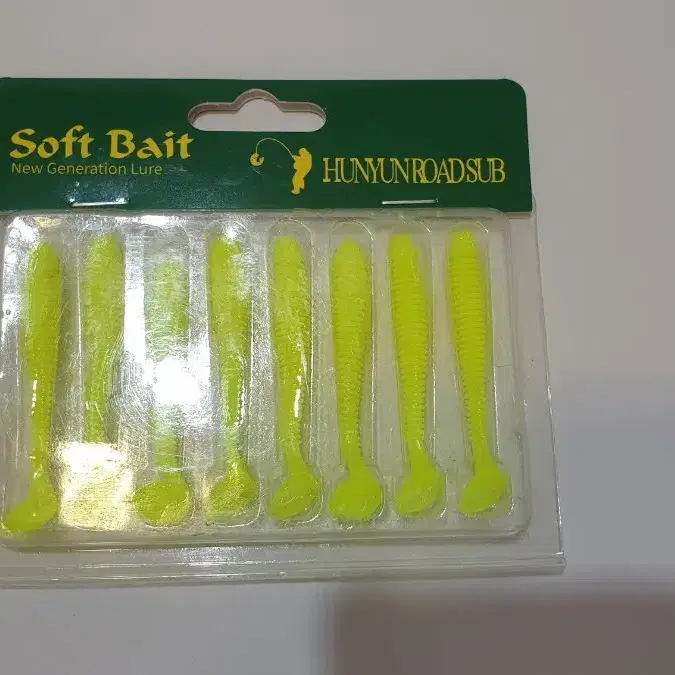 Soft Bait
New Generation Lure
HUNYUNROADSUB